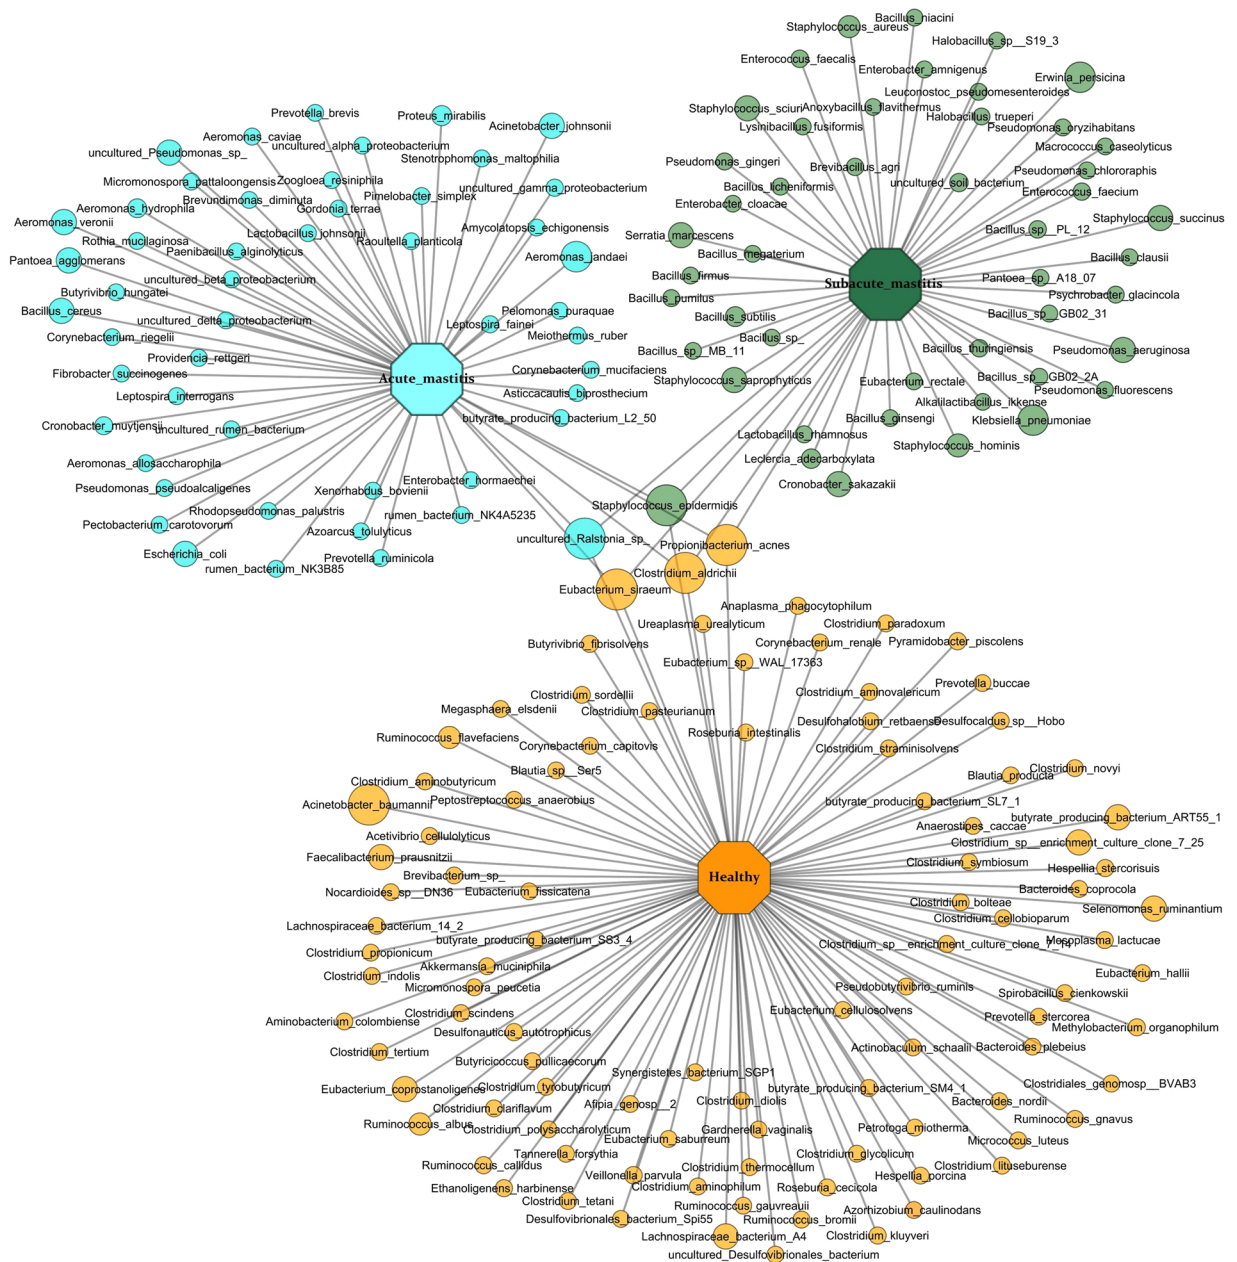 Bacillus_niacini
Staphylococcus_aureus
Halobacillus_sp__S19_3
Enterococcus_faecalis
Enterobacter_amnigenus
Erwinia_persicina
Leuconostoc_pseudomesenteroides
Staphylococcus_sciuri
Anoxybacillus_flavithermus
Halobacillus_trueperi
Lysinibacillus_fusiformis
Pseudomonas_oryzihabitans
Macrococcus_caseolyticus
Pseudomonas_gingeri
Brevibacillus_agri
Pseudomonas_chlororaphis
Bacillus_licheniformis
uncultured_soil_bacterium
Enterococcus_faecium
Enterobacter_cloacae
Staphylococcus_succinus
Serratia_marcescens
Bacillus_sp__PL_12
Bacillus_megaterium
Bacillus_clausii
Bacillus_firmus
Subacute_mastitis
Pantoea_sp__A18_07
Bacillus_pumilus
Psychrobacter_glacincola
Bacillus_subtilis
Bacillus_sp__GB02_31
Bacillus_sp_
Bacillus_sp__MB_11
Bacillus_thuringiensis
Pseudomonas_aeruginosa
Staphylococcus_saprophyticus
Eubacterium_rectale
Bacillus_sp__GB02_2A
Pseudomonas_fluorescens
Alkalilactibacillus_ikkense
Bacillus_ginsengi
Klebsiella_pneumoniae
Lactobacillus_rhamnosus
Staphylococcus_hominis
Leclercia_adecarboxylata
Cronobacter_sakazakii
Prevotella_brevis
Proteus_mirabilis
Acinetobacter_johnsonii
Aeromonas_caviae
uncultured_alpha_proteobacterium
uncultured_Pseudomonas_sp_
Stenotrophomonas_maltophilia
Micromonospora_pattaloongensis
Zoogloea_resiniphila
uncultured_gamma_proteobacterium
Brevundimonas_diminuta
Pimelobacter_simplex
Aeromonas_hydrophila
Gordonia_terrae
Aeromonas_veronii
Amycolatopsis_echigonensis
Lactobacillus_johnsonii
Rothia_mucilaginosa
Raoultella_planticola
Paenibacillus_alginolyticus
Pantoea_agglomerans
Aeromonas_jandaei
uncultured_beta_proteobacterium
Butyrivibrio_hungatei
Bacillus_cereus
Pelomonas_puraquae
uncultured_delta_proteobacterium
Leptospira_fainei
Corynebacterium_riegelii
Meiothermus_ruber
Providencia_rettgeri
Fibrobacter_succinogenes
Acute_mastitis
Corynebacterium_mucifaciens
Leptospira_interrogans
Asticcacaulis_biprosthecium
butyrate_producing_bacterium_L2_50
Cronobacter_muytjensii
uncultured_rumen_bacterium
Aeromonas_allosaccharophila
Enterobacter_hormaechei
Pseudomonas_pseudoalcaligenes
Xenorhabdus_bovienii
Rhodopseudomonas_palustris
rumen_bacterium_NK4A5235
Pectobacterium_carotovorum
Azoarcus_tolulyticus
Escherichia_coli
Prevotella_ruminicola
rumen_bacterium_NK3B85
Staphylococcus_epidermidis
uncultured_Ralstonia_sp_
Propionibacterium_acnes
Clostridium_aldrichii
Eubacterium_siraeum
Anaplasma_phagocytophilum
Ureaplasma_urealyticum
Clostridium_paradoxum
Butyrivibrio_fibrisolvens
Corynebacterium_renale
Pyramidobacter_piscolens
Eubacterium_sp__WAL_17363
Prevotella_buccae
Clostridium_sordellii
Clostridium_aminovalericum
Megasphaera_elsdenii
Clostridium_pasteurianum
Desulfohalobium_retbaense
Desulfocaldus_sp__Hobo
Ruminococcus_flavefaciens
Roseburia_intestinalis
Corynebacterium_capitovis
Clostridium_straminisolvens
Blautia_sp__Ser5
Clostridium_novyi
Blautia_producta
Clostridium_aminobutyricum
Acinetobacter_baumannii
Peptostreptococcus_anaerobius
butyrate_producing_bacterium_SL7_1
butyrate_producing_bacterium_ART55_1
Anaerostipes_caccae
Acetivibrio_cellulolyticus
Clostridium_sp__enrichment_culture_clone_7_25
Faecalibacterium_prausnitzii
Clostridium_symbiosum
Hespellia_stercorisuis
Brevibacterium_sp_
Healthy
Nocardioides_sp__DN36
Eubacterium_fissicatena
Bacteroides_coprocola
Clostridium_bolteae
Selenomonas_ruminantium
Lachnospiraceae_bacterium_14_2
Clostridium_cellobioparum
butyrate_producing_bacterium_SS3_4
Clostridium_sp__enrichment_culture_clone_7_14
Mesoplasma_lactucae
Clostridium_propionicum
Akkermansia_muciniphila
Clostridium_indolis
Eubacterium_hallii
Micromonospora_peucetia
Pseudobutyrivibrio_ruminis
Spirobacillus_cienkowskii
Clostridium_scindens
Eubacterium_cellulosolvens
Aminobacterium_colombiense
Prevotella_stercorea
Desulfonauticus_autotrophicus
Methylobacterium_organophilum
Clostridium_tertium
Actinobaculum_schaalii
Bacteroides_plebeius
Butyricicoccus_pullicaecorum
Synergistetes_bacterium_SGP1
Clostridiales_genomosp__BVAB3
Eubacterium_coprostanoligenes
Clostridium_tyrobutyricum
butyrate_producing_bacterium_SM4_1
Clostridium_diolis
Bacteroides_nordii
Clostridium_clariflavum
Afipia_genosp__2
Ruminococcus_albus
Petrotoga_miotherma
Ruminococcus_gnavus
Clostridium_polysaccharolyticum
Gardnerella_vaginalis
Eubacterium_saburreum
Micrococcus_luteus
Tannerella_forsythia
Clostridium_glycolicum
Ruminococcus_callidus
Clostridium_thermocellum
Clostridium_lituseburense
Veillonella_parvula
Hespellia_porcina
Ethanoligenens_harbinense
Clostridium_aminophilum
Roseburia_cecicola
Clostridium_tetani
Ruminococcus_gauvreauii
Azorhizobium_caulinodans
Desulfovibrionales_bacterium_Spi55
Ruminococcus_bromii
Lachnospiraceae_bacterium_A4
Clostridium_kluyveri
uncultured_Desulfovibrionales_bacterium